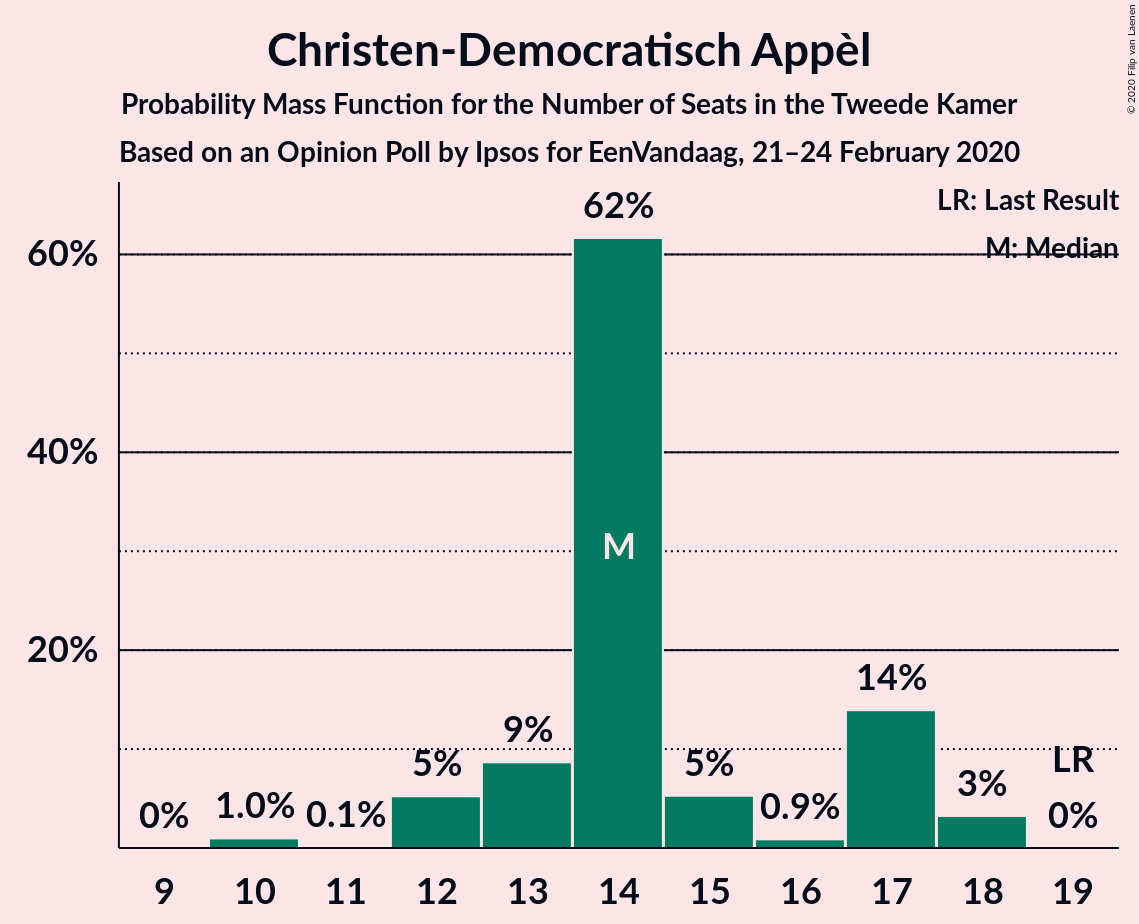 Christen-Democratisch Appèl
Probability Mass Function for the Number of Seats in the Tweede Kamer
Based on an Opinion Poll by Ipsos for EenVandaag, 21–24 February 2020
© 2020 Filip van Laenen
LR: Last Result
M: Median
60%
40%
20%
0%
1.0%
0.1%
5%
9%
62%
M
5%
0.9%
14%
3%
LR
0%
9 10 11 12 13 14 15 16 17 18 19